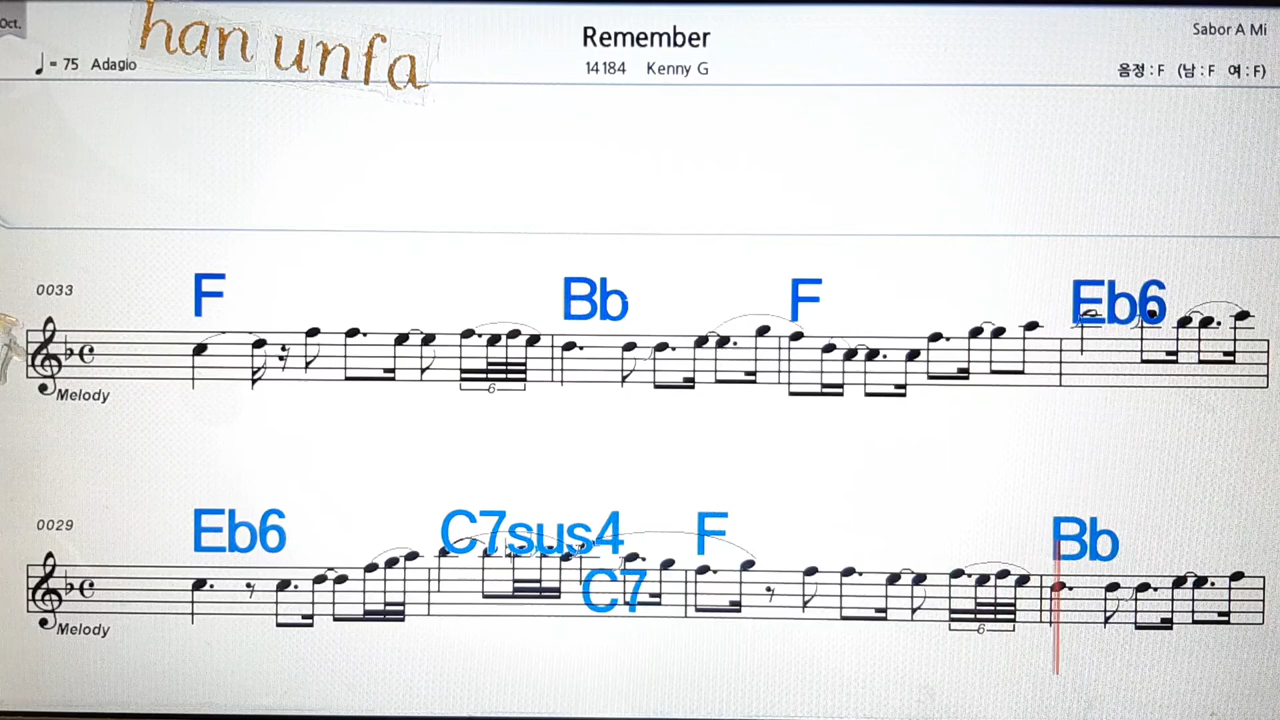 Oct.
han unfa
Remember
Sabor A Mi
♩= 75 Adagio
14184 Kenny G
음정 : F (남 : F 여 : F)
0033
F Bb F Eb6
Melody
6
0029
Eb6 C7sus4 F Bb
C7
Melody
6